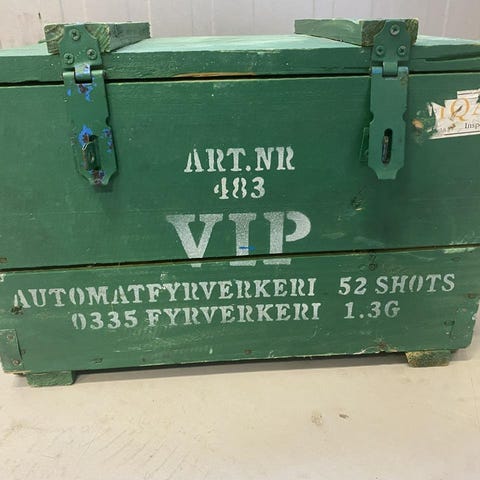 ART.NR
483
VIP
AUTOMATFYRVERKERI 52 SHOTS
0335 FYRVERKERI 1.3G